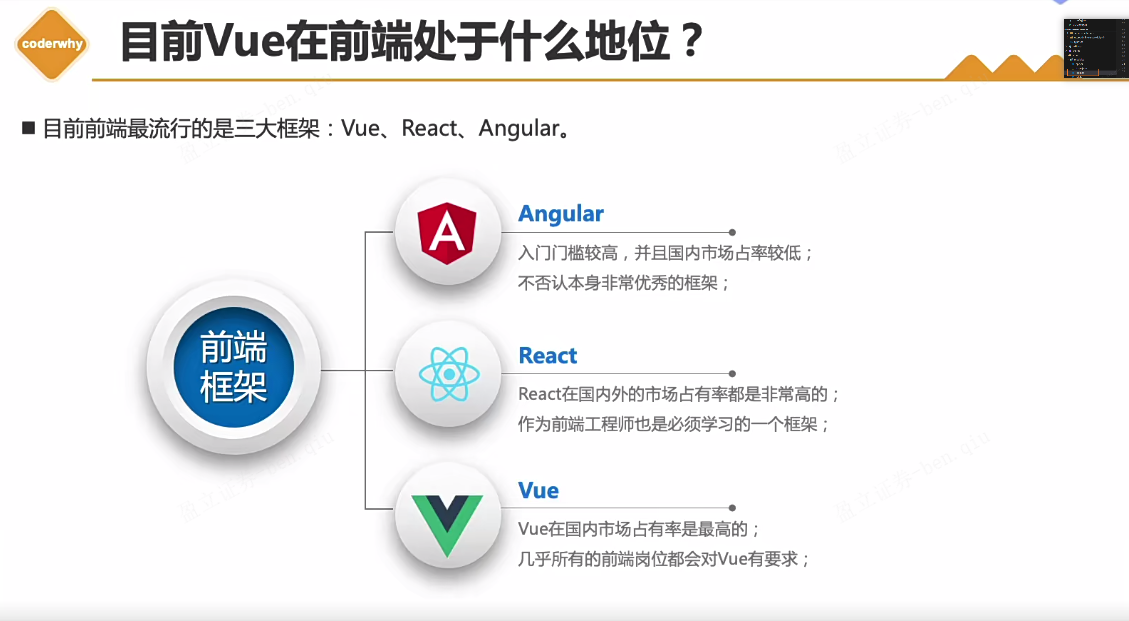 coderwhy
目前Vue在前端处于什么地位？
■ 目前前端最流行的是三大框架：Vue、React、Angular。
Angular
入门门槛较高，并且国内市场占率较低；
不否认本身非常优秀的框架；
前端
框架
React
React在国内外的市场占有率都是非常高的；
作为前端工程师也是必须学习的一个框架；
Vue
Vue在国内市场占有率是最高的；
几乎所有的前端岗位都会对Vue有要求；